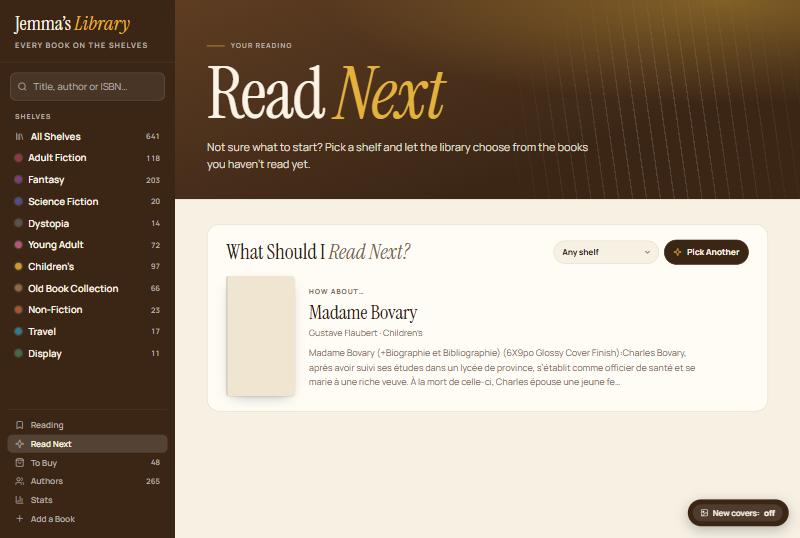 Jemma's Library
EVERY BOOK ON THE SHELVES
Title, author or ISBN...
SHELVES
All Shelves 641
Adult Fiction 118
Fantasy 203
Science Fiction 20
Dystopia 14
Young Adult 72
Children's 97
Old Book Collection 66
Non-Fiction 23
Travel 17
Display 11
Reading
Read Next
To Buy 48
Authors 265
Stats
Add a Book
YOUR READING
Read Next
Not sure what to start? Pick a shelf and let the library choose from the books
you haven't read yet.
What Should I Read Next?
Any shelf
Pick Another
HOW ABOUT...
Madame Bovary
Gustave Flaubert · Children's
Madame Bovary (+Biographie et Bibliographie) (6X9po Glossy Cover Finish):Charles Bovary,
après avoir suivi ses études dans un lycée de province, s'établit comme officier de santé et se
marie à une riche veuve. À la mort de celle-ci, Charles épouse une jeune fe...
New covers: off